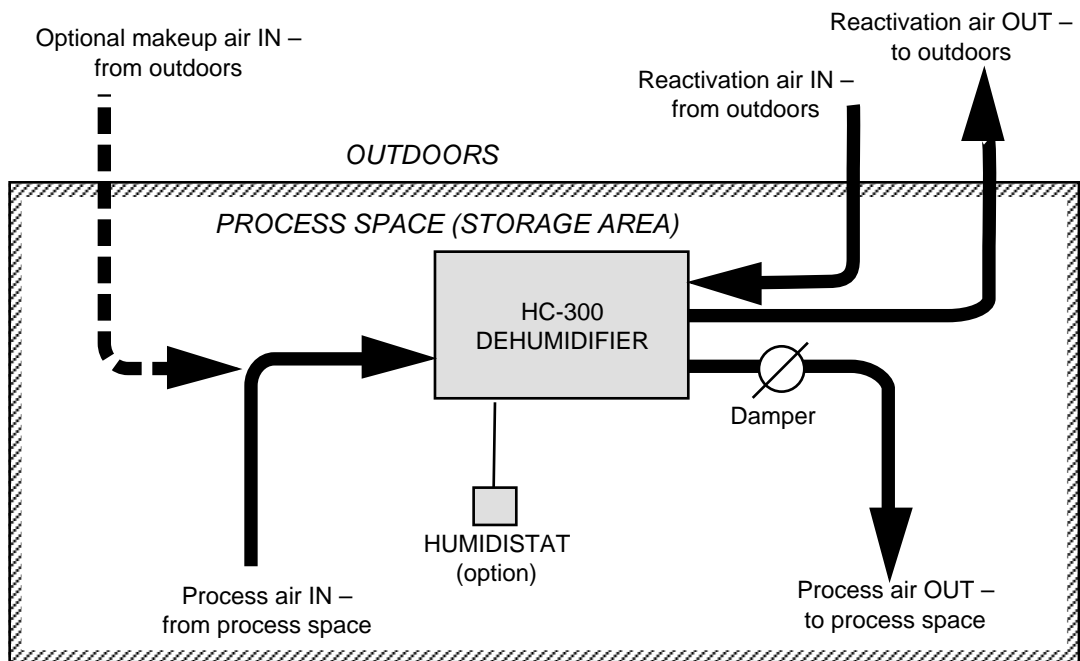 Optional makeup air IN –
from outdoors
Reactivation air OUT –
to outdoors
Reactivation air IN –
from outdoors
OUTDOORS
PROCESS SPACE (STORAGE AREA)
HC-300
DEHUMIDIFIER
Damper
HUMIDISTAT
(option)
Process air IN –
from process space
Process air OUT –
to process space